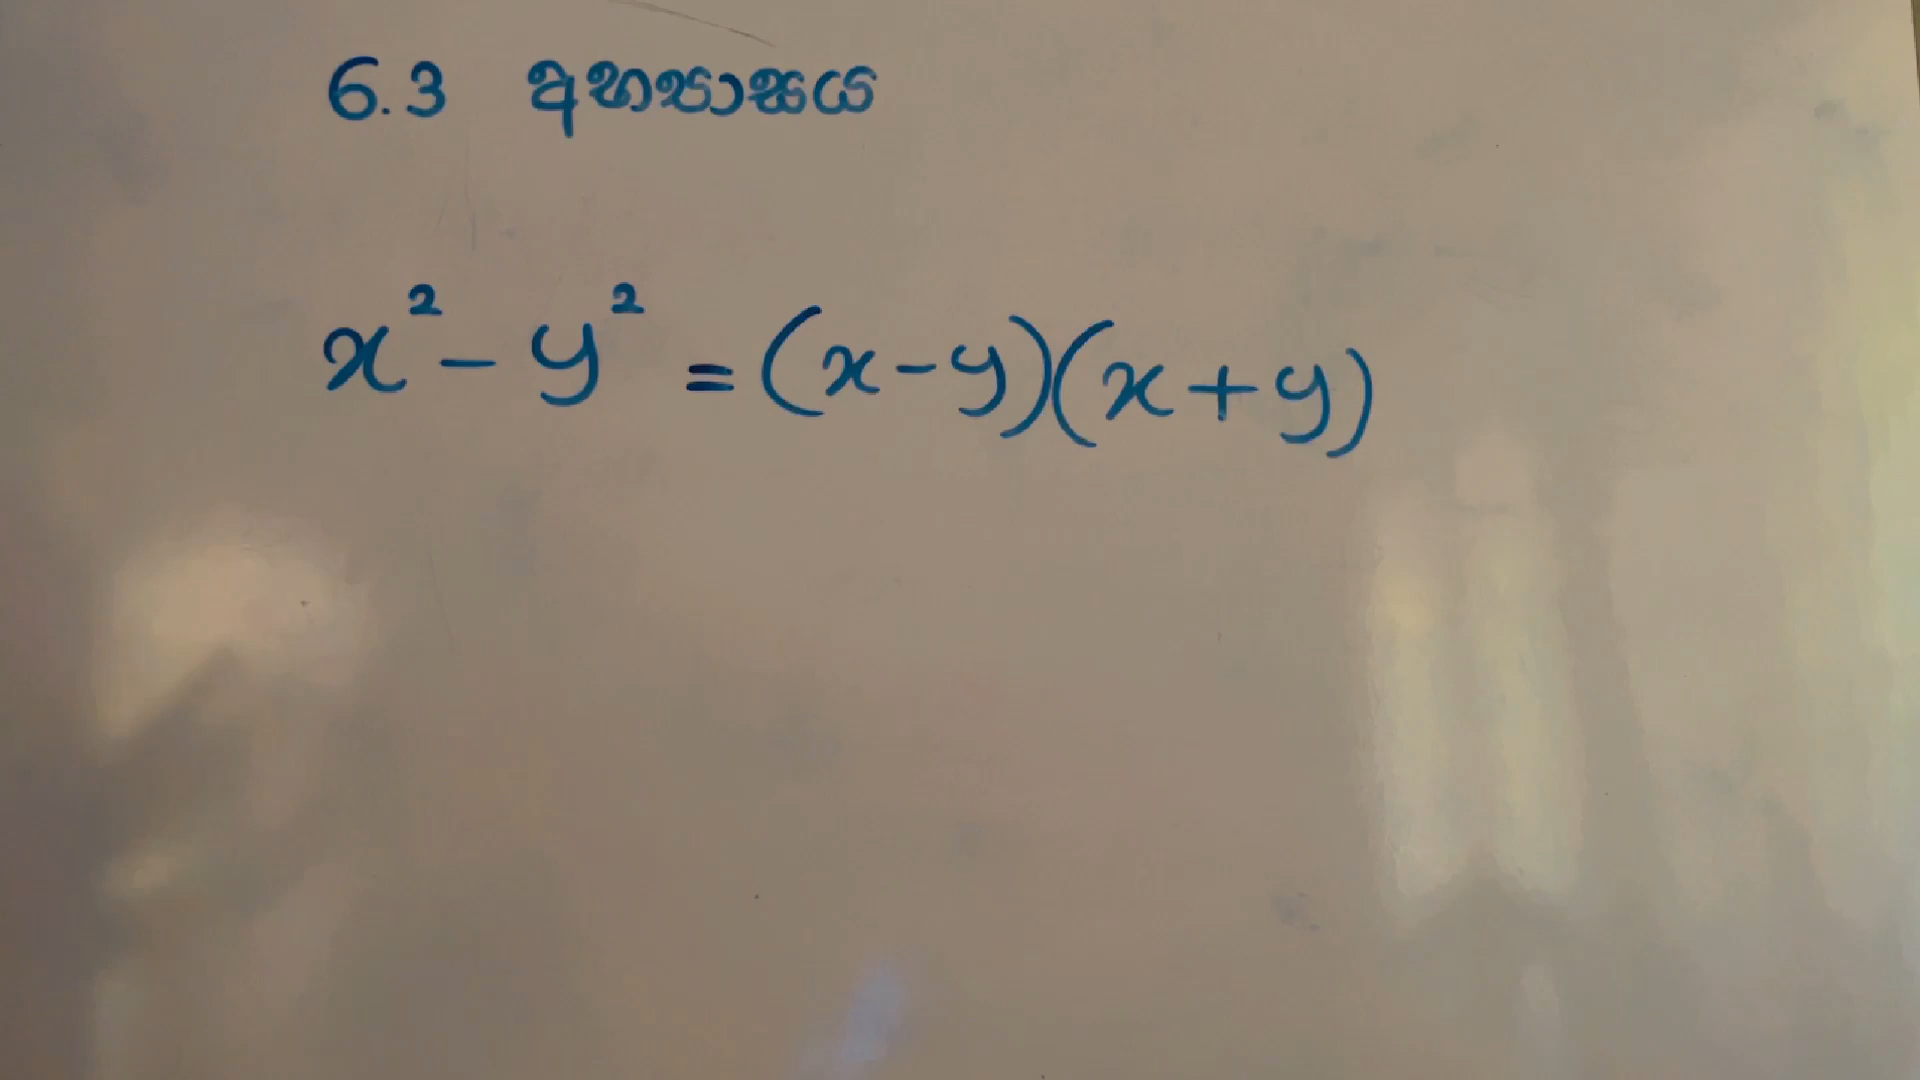 6.3 අභ්‍යාසය
x² - y² = (x-y)(x+y)